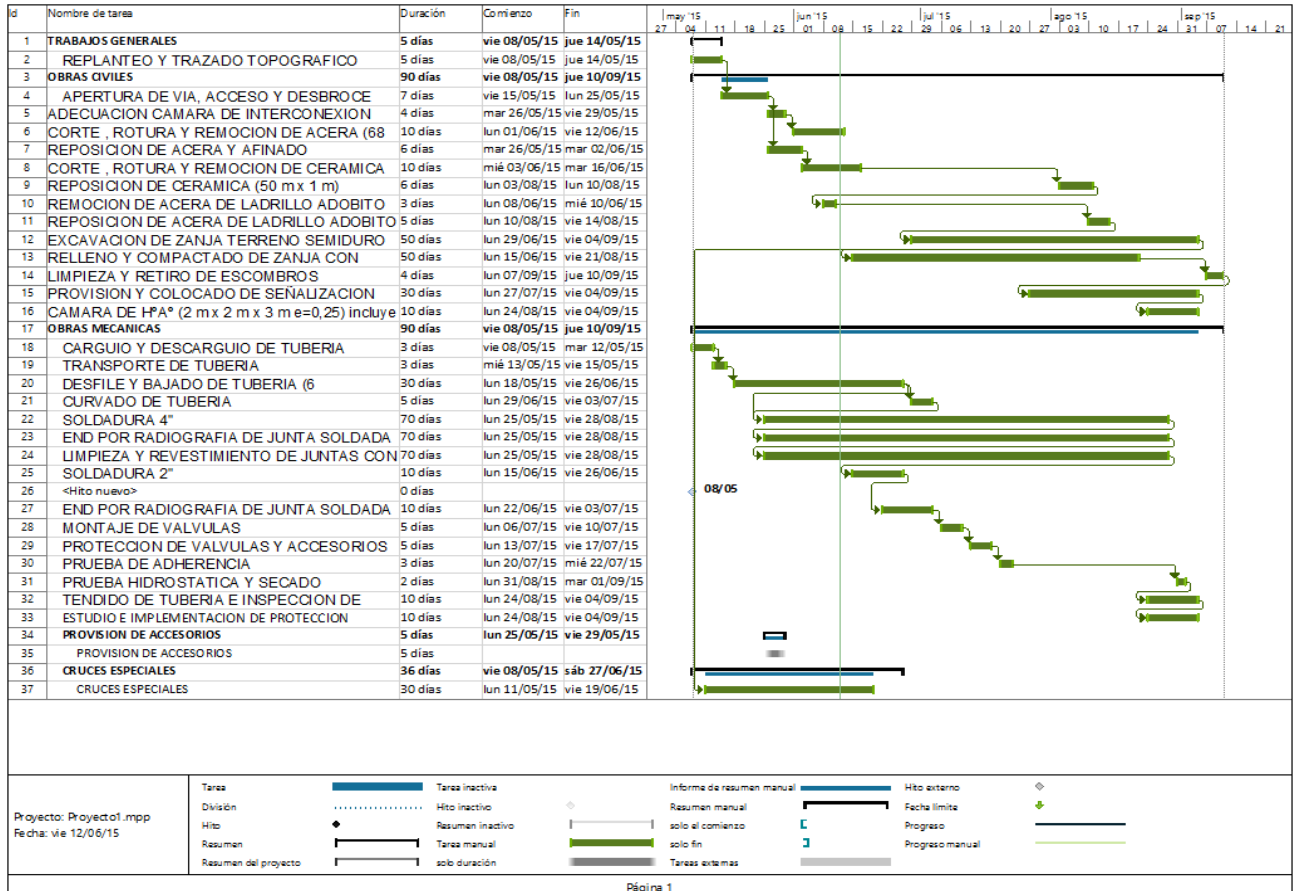 Id Nombre de tarea Duración Comienzo Fin may '15 jun '15 jul '15 ago '15 sep '15
27 04 11 18 25 01 08 15 22 29 06 13 20 27 03 10 17 24 31 07 14 21
1 TRABAJOS GENERALES 5 días vie 08/05/15 jue 14/05/15
2 REPLANTEO Y TRAZADO TOPOGRAFICO 5 días vie 08/05/15 jue 14/05/15
3 OBRAS CIVILES 90 días vie 08/05/15 jue 10/09/15
4 APERTURA DE VIA, ACCESO Y DESBROCE 7 días vie 15/05/15 lun 25/05/15
5 ADECUACION CAMARA DE INTERCONEXION 4 días mar 26/05/15 vie 29/05/15
6 CORTE , ROTURA Y REMOCION DE ACERA (68 10 días lun 01/06/15 vie 12/06/15
7 REPOSICION DE ACERA Y AFINADO 6 días mar 26/05/15 mar 02/06/15
8 CORTE , ROTURA Y REMOCION DE CERAMICA 10 días mié 03/06/15 mar 16/06/15
9 REPOSICION DE CERAMICA (50 m x 1 m) 6 días lun 03/08/15 lun 10/08/15
10 REMOCION DE ACERA DE LADRILLO ADOBITO 3 días lun 08/06/15 mié 10/06/15
11 REPOSICION DE ACERA DE LADRILLO ADOBITO 5 días lun 10/08/15 vie 14/08/15
12 EXCAVACION DE ZANJA TERRENO SEMIDURO 50 días lun 29/06/15 vie 04/09/15
13 RELLENO Y COMPACTADO DE ZANJA CON 50 días lun 15/06/15 vie 21/08/15
14 LIMPIEZA Y RETIRO DE ESCOMBROS 4 días lun 07/09/15 jue 10/09/15
15 PROVISION Y COLOCADO DE SEÑALIZACION 30 días lun 27/07/15 vie 04/09/15
16 CAMARA DE HºAº (2 m x 2 m x 3 m e=0,25) incluye 10 días lun 24/08/15 vie 04/09/15
17 OBRAS MECANICAS 90 días vie 08/05/15 jue 10/09/15
18 CARGUIO Y DESCARGUIO DE TUBERIA 3 días vie 08/05/15 mar 12/05/15
19 TRANSPORTE DE TUBERIA 3 días mié 13/05/15 vie 15/05/15
20 DESFILE Y BAJADO DE TUBERIA (6 30 días lun 18/05/15 vie 26/06/15
21 CURVADO DE TUBERIA 5 días lun 29/06/15 vie 03/07/15
22 SOLDADURA 4" 70 días lun 25/05/15 vie 28/08/15
23 END POR RADIOGRAFIA DE JUNTA SOLDADA 70 días lun 25/05/15 vie 28/08/15
24 LIMPIEZA Y REVESTIMIENTO DE JUNTAS CON 70 días lun 25/05/15 vie 28/08/15
25 SOLDADURA 2" 10 días lun 15/06/15 vie 26/06/15
26 <Hito nuevo> 0 días 08/05
27 END POR RADIOGRAFIA DE JUNTA SOLDADA 10 días lun 22/06/15 vie 03/07/15
28 MONTAJE DE VALVULAS 5 días lun 06/07/15 vie 10/07/15
29 PROTECCION DE VALVULAS Y ACCESORIOS 5 días lun 13/07/15 vie 17/07/15
30 PRUEBA DE ADHERENCIA 3 días lun 20/07/15 mié 22/07/15
31 PRUEBA HIDROSTATICA Y SECADO 2 días lun 31/08/15 mar 01/09/15
32 TENDIDO DE TUBERIA E INSPECCION DE 10 días lun 24/08/15 vie 04/09/15
33 ESTUDIO E IMPLEMENTACION DE PROTECCION 10 días lun 24/08/15 vie 04/09/15
34 PROVISION DE ACCESORIOS 5 días lun 25/05/15 vie 29/05/15
35 PROVISION DE ACCESORIOS 5 días
36 CRUCES ESPECIALES 36 días vie 08/05/15 sáb 27/06/15
37 CRUCES ESPECIALES 30 días lun 11/05/15 vie 19/06/15
Proyecto: Proyecto1.mpp
Fecha: vie 12/06/15
Tarea Tarea inactiva Informe de resumen manual Hito externo
División Hito inactivo Resumen manual Fecha límite
Hito Resumen inactivo solo el comienzo Progreso
Resumen Tarea manual solo fin Progreso manual
Resumen del proyecto solo duración Tareas externas
Página 1